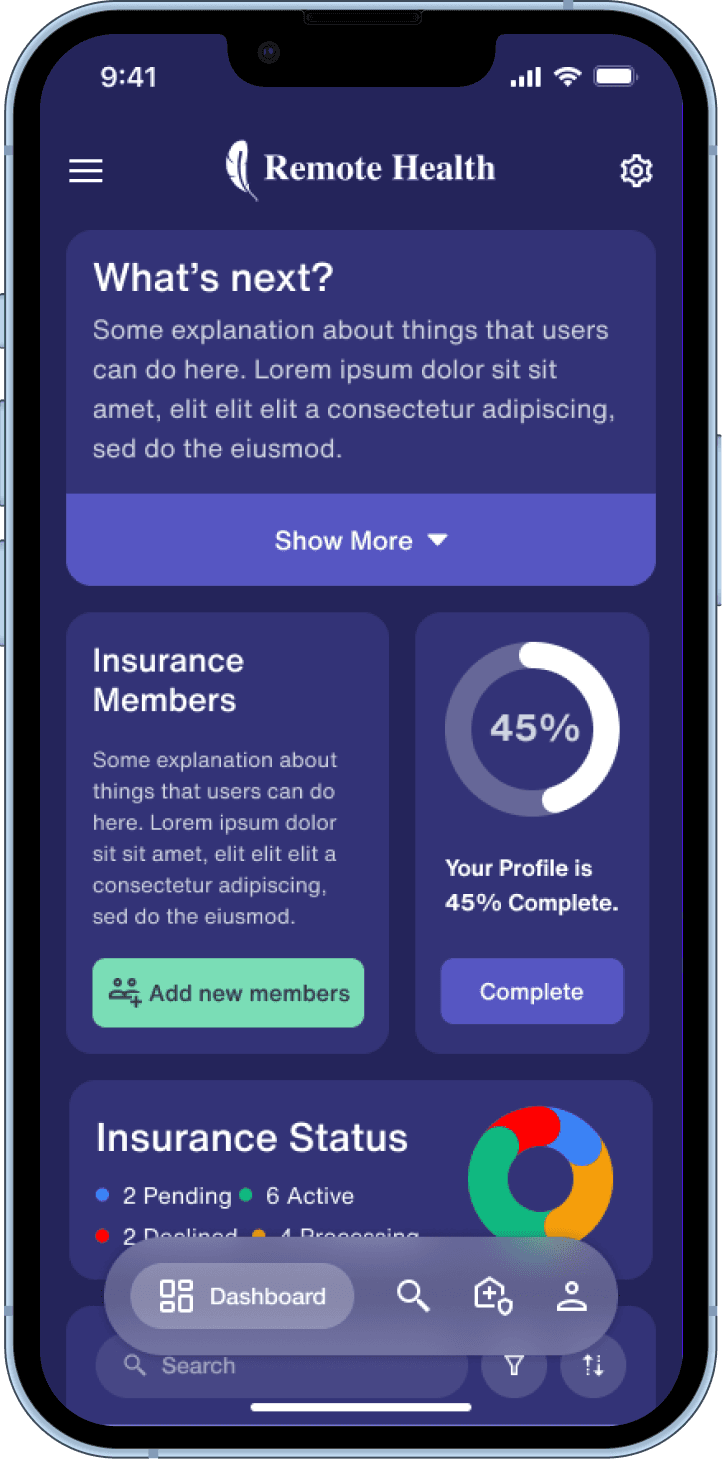 9:41
Remote Health
What's next?
Some explanation about things that users
can do here. Lorem ipsum dolor sit sit
amet, elit elit elit a consectetur adipiscing,
sed do the eiusmod.
Show More
Insurance
Members
Some explanation about
things that users can do
here. Lorem ipsum dolor
sit sit amet, elit elit elit a
consectetur adipiscing,
sed do the eiusmod.
Add new members
45%
Your Profile is
45% Complete.
Complete
Insurance Status
2 Pending 6 Active
2 Declined 4 Processing
Dashboard
Search